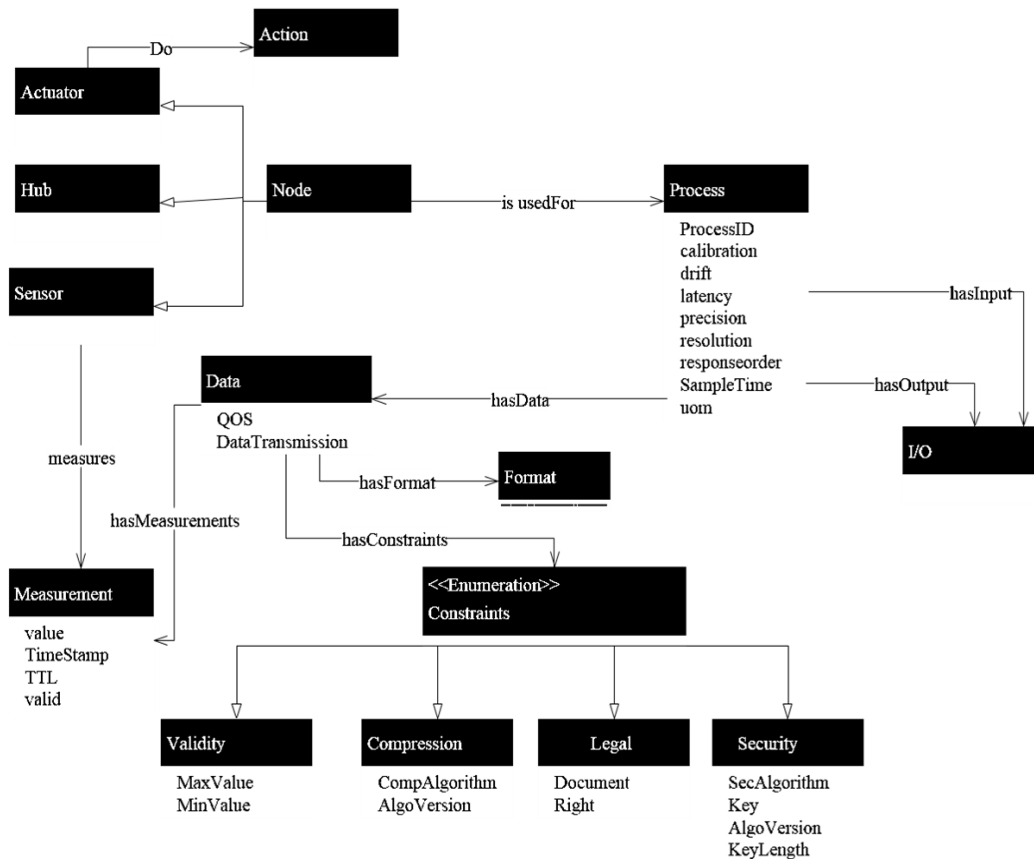 Action
Do
Actuator
Hub
Node
is usedFor
Process
ProcessID
calibration
drift
latency
precision
resolution
responseorder
SampleTime
uom
hasInput
hasOutput
I/O
Sensor
Data
QOS
DataTransmission
hasData
measures
hasFormat
Format
hasMeasurements
hasConstraints
<<Enumeration>>
Constraints
Measurement
value
TimeStamp
TTL
valid
Validity
MaxValue
MinValue
Compression
CompAlgorithm
AlgoVersion
Legal
Document
Right
Security
SecAlgorithm
Key
AlgoVersion
KeyLength